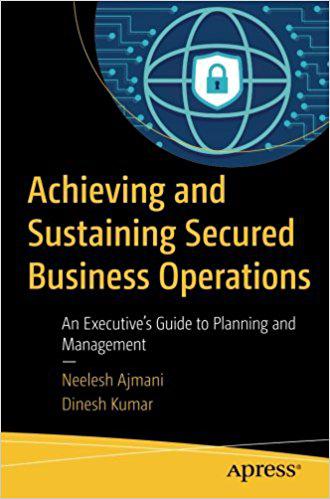 Achieving and
Sustaining Secured
Business Operations
An Executive's Guide to Planning and
Management
Neelesh Ajmani
Dinesh Kumar
Apress®